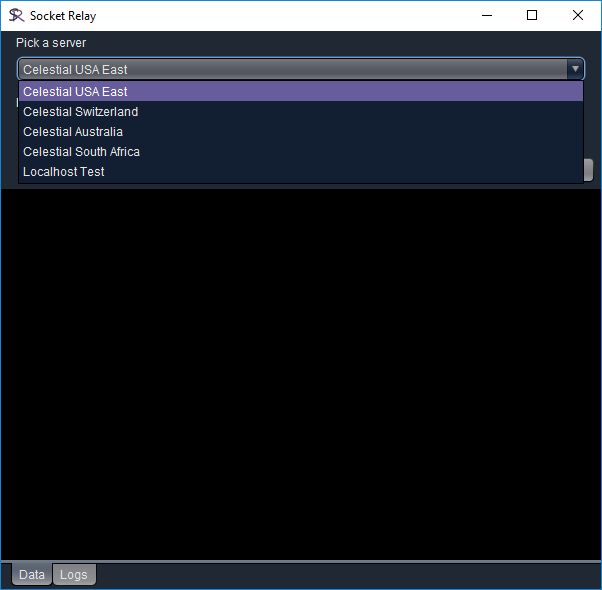 Socket Relay
Pick a server
Celestial USA East
Celestial USA East
Celestial Switzerland
Celestial Australia
Celestial South Africa
Localhost Test
Data
Logs